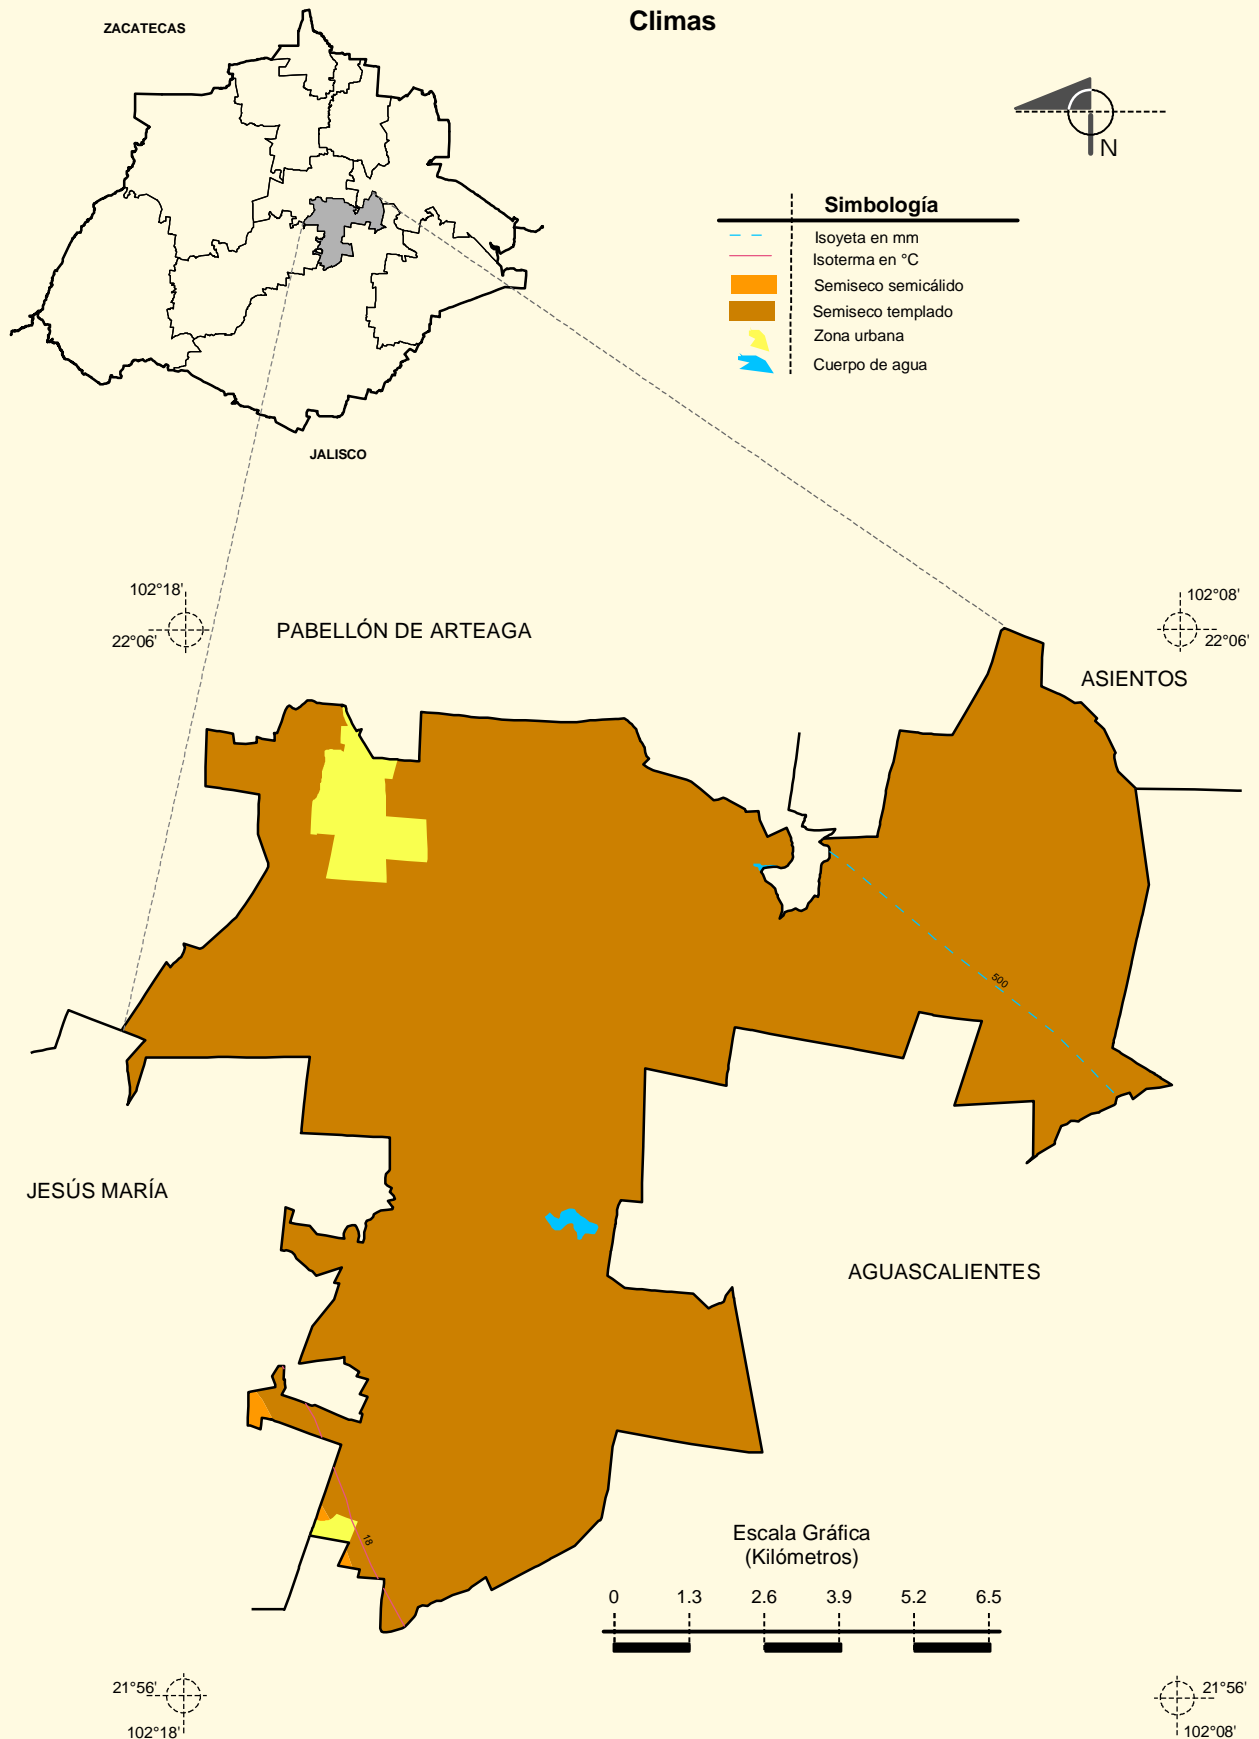 Climas
ZACATECAS
N
Simbología
Isoyeta en mm
Isoterma en °C
Semiseco semicálido
Semiseco templado
Zona urbana
Cuerpo de agua
JALISCO
102°18'
22°06'
PABELLÓN DE ARTEAGA
102°08'
22°06'
ASIENTOS
500
JESÚS MARÍA
AGUASCALIENTES
18
Escala Gráfica
(Kilómetros)
0 1.3 2.6 3.9 5.2 6.5
21°56'
102°18'
21°56'
102°08'